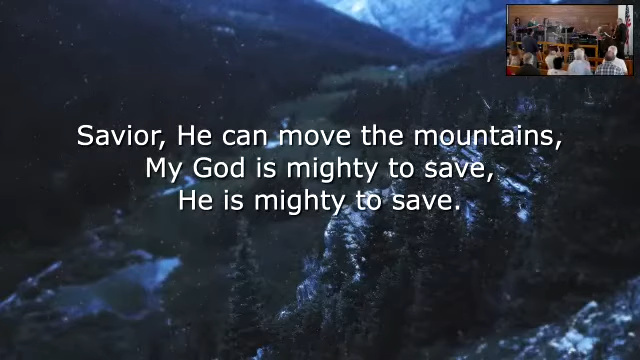 Savior, He can move the mountains,
My God is mighty to save,
He is mighty to save.